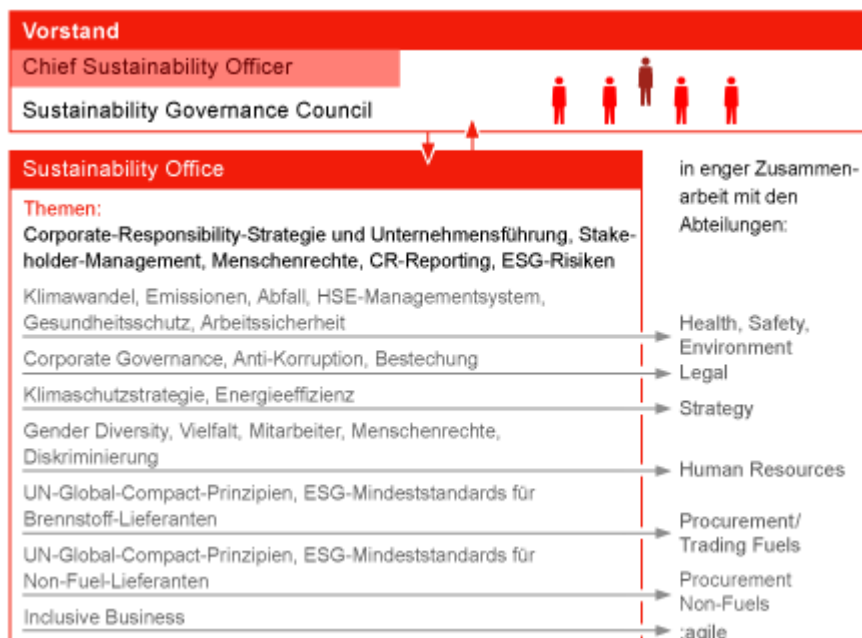 Vorstand
Chief Sustainability Officer
Sustainability Governance Council
Sustainability Office
in enger Zusammen-
arbeit mit den
Abteilungen:
Themen:
Corporate-Responsibility-Strategie und Unternehmensführung, Stake-
holder-Management, Menschenrechte, CR-Reporting, ESG-Risiken
Klimawandel, Emissionen, Abfall, HSE-Managementsystem,
Gesundheitsschutz, Arbeitssicherheit
Health, Safety,
Environment
Corporate Governance, Anti-Korruption, Bestechung
Legal
Klimaschutzstrategie, Energieeffizienz
Strategy
Gender Diversity, Vielfalt, Mitarbeiter, Menschenrechte,
Diskriminierung
Human Resources
UN-Global-Compact-Prinzipien, ESG-Mindeststandards für
Brennstoff-Lieferanten
Procurement/
Trading Fuels
UN-Global-Compact-Prinzipien, ESG-Mindeststandards für
Non-Fuel-Lieferanten
Procurement
Non-Fuels
Inclusive Business
:agile